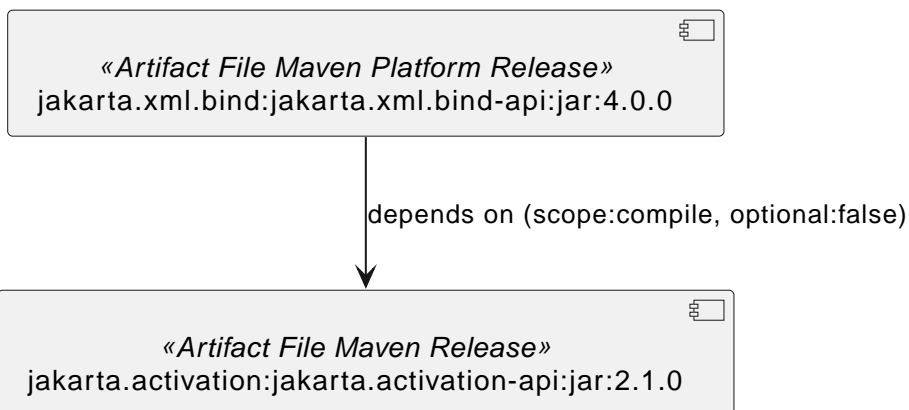 «Artifact File Maven Platform Release»
jakarta.xml.bind:jakarta.xml.bind-api:jar:4.0.0
depends on (scope:compile, optional:false)
«Artifact File Maven Release»
jakarta.activation:jakarta.activation-api:jar:2.1.0